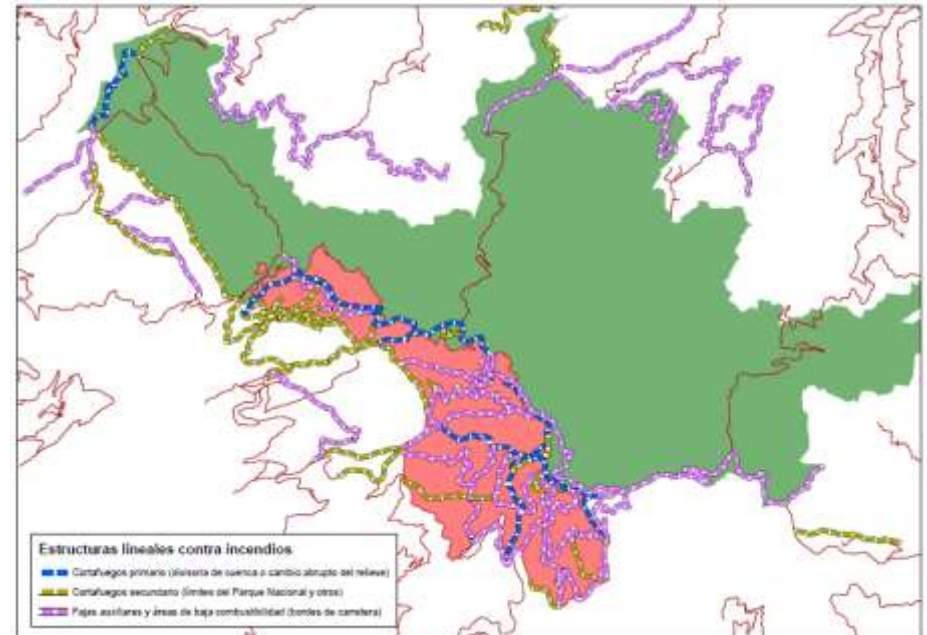 Estructuras lineales contra incendios
Cortafuegos primario (divisoria de cuenca o cambio abrupto del relieve)
Cortafuegos secundario (límites del Parque Nacional y otros)
Fajas auxiliares y áreas de baja combustibilidad (bordes de carretera)